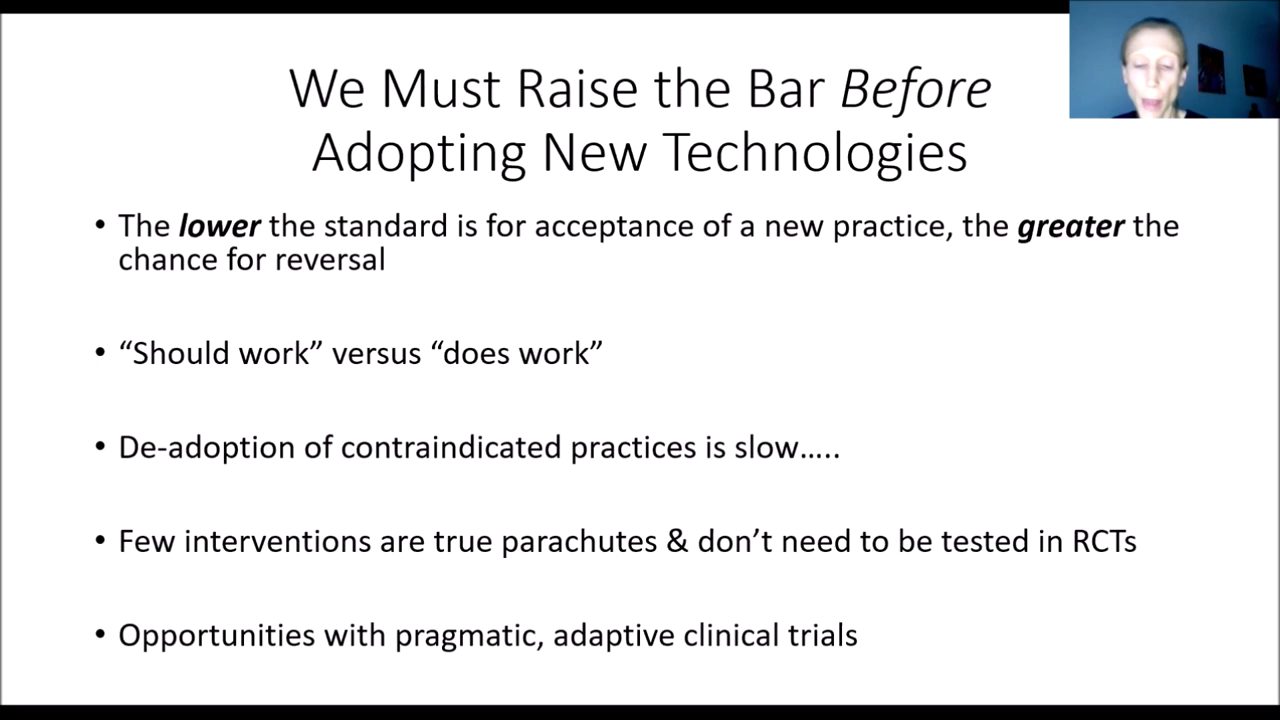 We Must Raise the Bar Before
Adopting New Technologies
• The lower the standard is for acceptance of a new practice, the greater the
chance for reversal
• “Should work” versus “does work”
• De-adoption of contraindicated practices is slow…..
• Few interventions are true parachutes & don’t need to be tested in RCTs
• Opportunities with pragmatic, adaptive clinical trials